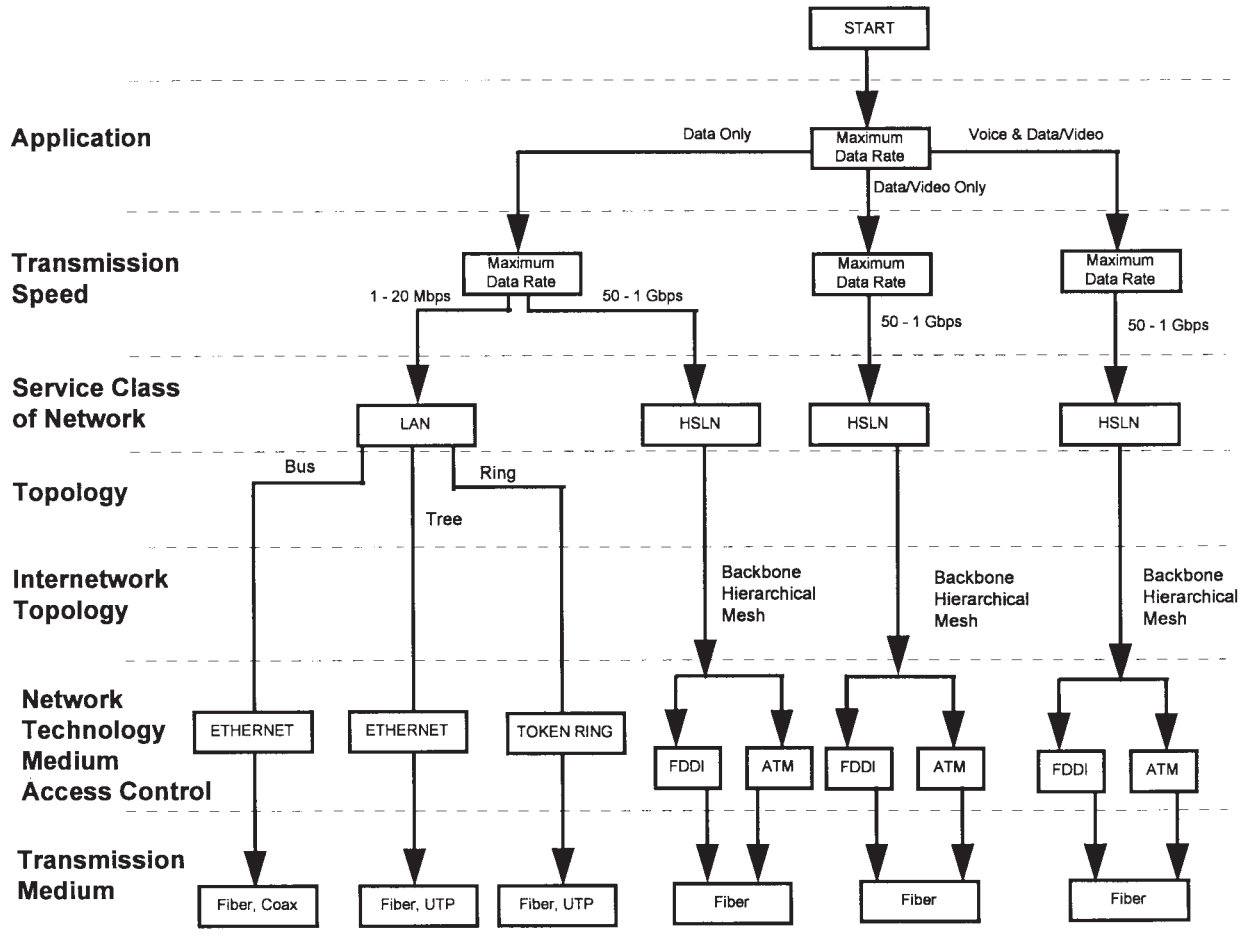 START
Application
Data Only
Maximum
Data Rate
Voice & Data/Video
Data/Video Only
Transmission
Speed
Maximum
Data Rate
Maximum
Data Rate
Maximum
Data Rate
1 - 20 Mbps
50 - 1 Gbps
50 - 1 Gbps
50 - 1 Gbps
Service Class
of Network
LAN
HSLN
HSLN
HSLN
Topology
Bus
Ring
Tree
Internetwork
Topology
Backbone
Hierarchical
Mesh
Backbone
Hierarchical
Mesh
Backbone
Hierarchical
Mesh
Network
Technology
Medium
Access Control
ETHERNET
ETHERNET
TOKEN RING
FDDI
ATM
FDDI
ATM
FDDI
ATM
Transmission
Medium
Fiber, Coax
Fiber, UTP
Fiber, UTP
Fiber
Fiber
Fiber